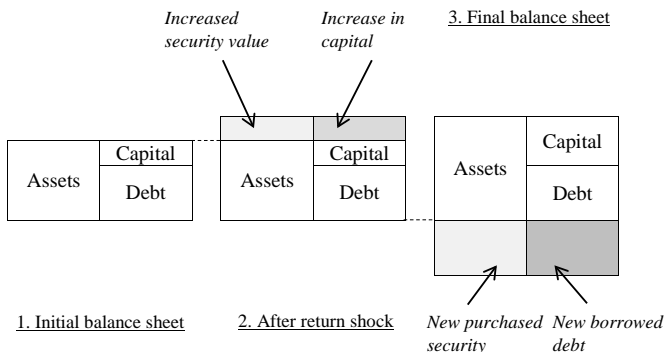 Increased
security value
Increase in
capital
3. Final balance sheet
Assets
Capital
Debt
Assets
Capital
Debt
Assets
Capital
Debt
1. Initial balance sheet
2. After return shock
New purchased
security
New borrowed
debt